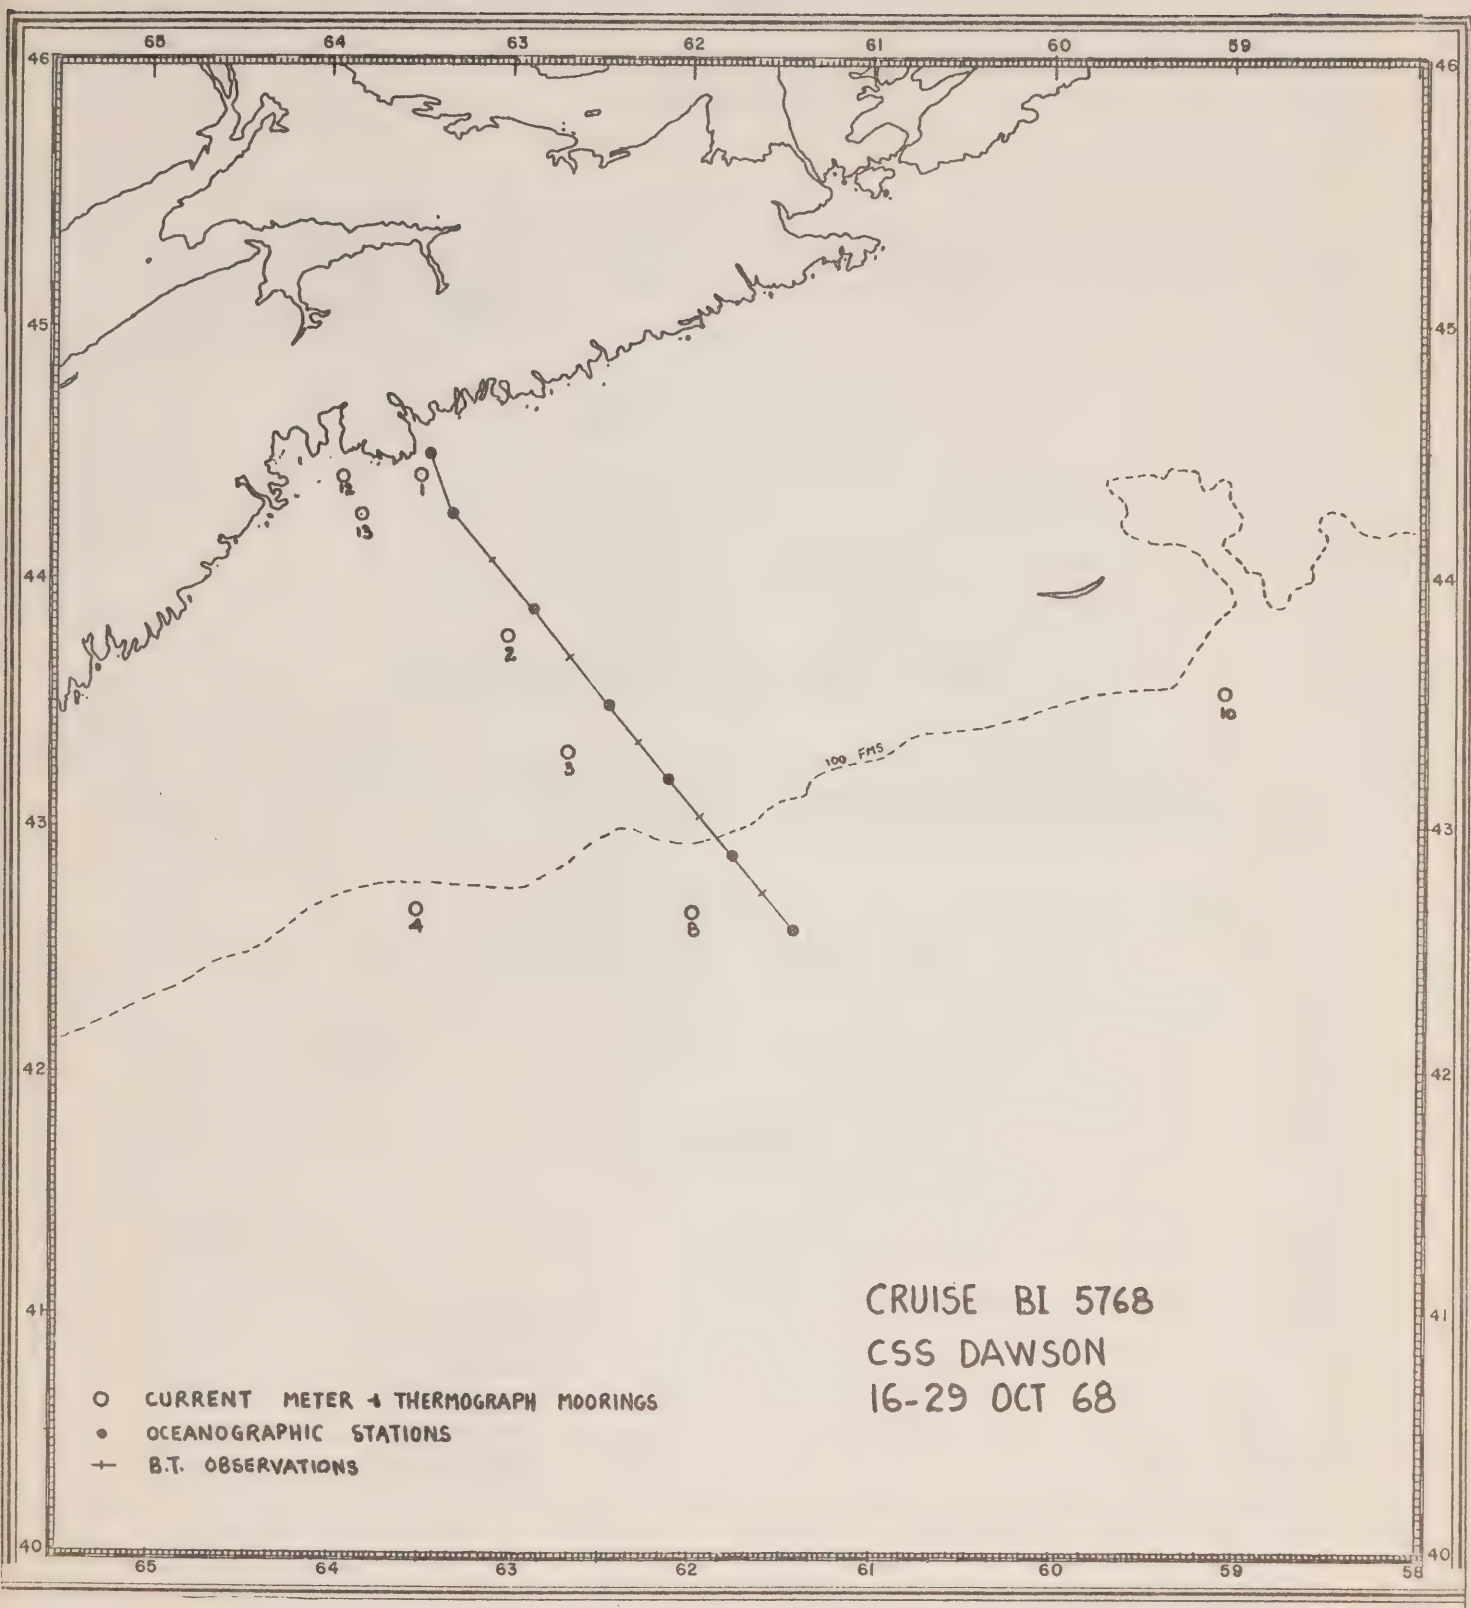 65 64 63 62 61 60 59
46 46
45 45
12 1
13
44 44
2
10
3
100 FMS
43 43
4 8
42 42
CRUISE BI 5768
41 41
CSS DAWSON
16-29 OCT 68
CURRENT METER & THERMOGRAPH MOORINGS
OCEANOGRAPHIC STATIONS
B.T. OBSERVATIONS
40 40
65 64 63 62 61 60 59 58